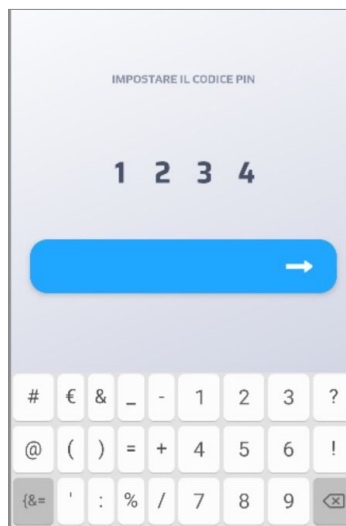 IMPOSTARE IL CODICE PIN
1 2 3 4
# € & _ - 1 2 3 ?
@ ( ) = + 4 5 6 !
{&= ' : % / 7 8 9